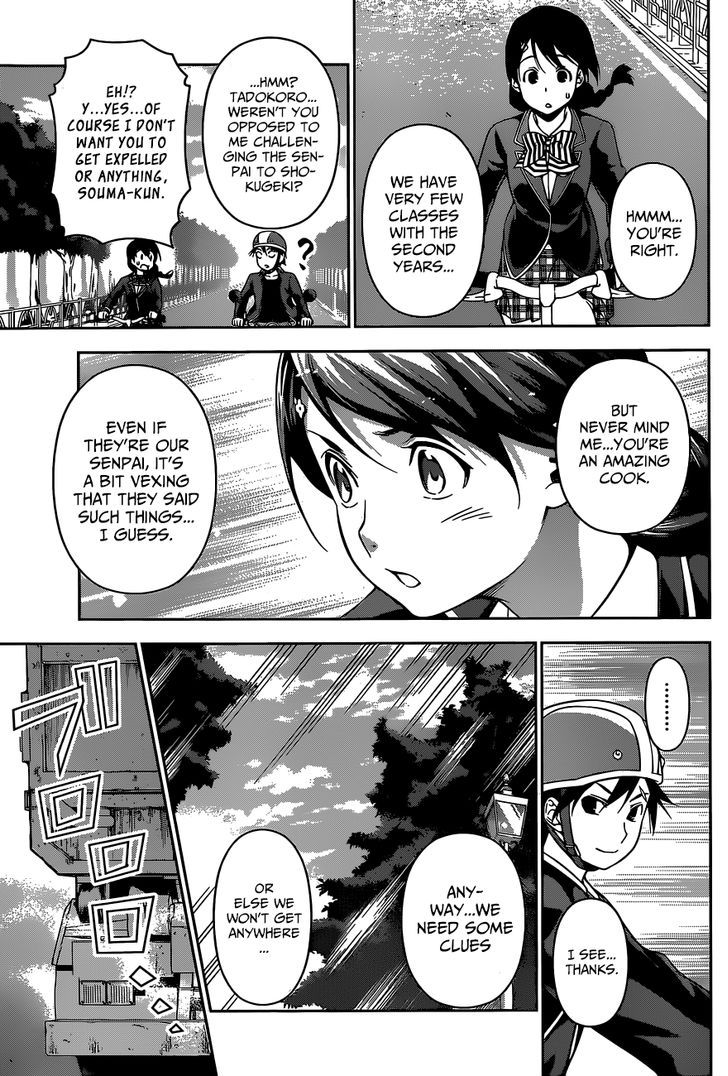 HMMM...
YOU'RE
RIGHT.
WE HAVE
VERY FEW
CLASSES
WITH THE
SECOND
YEARS...
...HMM?
TADOKORO...
WEREN'T YOU
OPPOSED TO
ME CHALLEN-
GING THE SEN-
PAI TO SHO-
KUGEKI?
?
EH!?
Y...YES...OF
COURSE I DON'T
WANT YOU TO
GET EXPELLED
OR ANYTHING,
SOUMA-KUN.
BUT
NEVER MIND
ME...YOU'RE
AN AMAZING
COOK.
EVEN IF
THEY'RE OUR
SENPAI, IT'S
A BIT VEXING
THAT THEY SAID
SUCH THINGS...
I GUESS.
.........
I SEE...
THANKS.
ANY-
WAY...WE
NEED SOME
CLUES
OR
ELSE WE
WON'T GET
ANYWHERE
...
ブロロロ